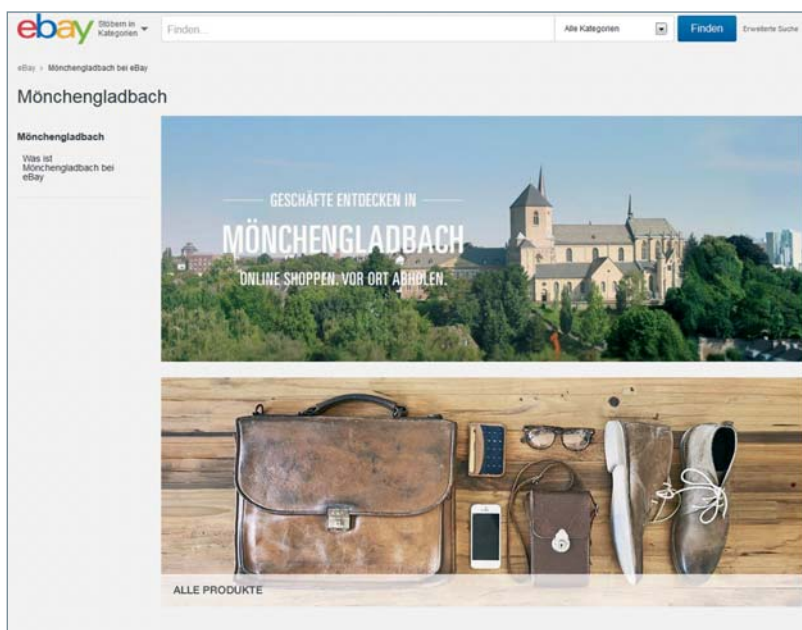 ebay
Stöbern in
Kategorien
Finden...
Alle Kategorien
Finden
Erweiterte Suche
eBay > Mönchengladbach bei eBay
Mönchengladbach
Mönchengladbach
Was ist
Mönchengladbach bei
eBay
GESCHÄFTE ENTDECKEN IN
MÖNCHENGLADBACH
ONLINE SHOPPEN. VOR ORT ABHOLEN.
ALLE PRODUKTE